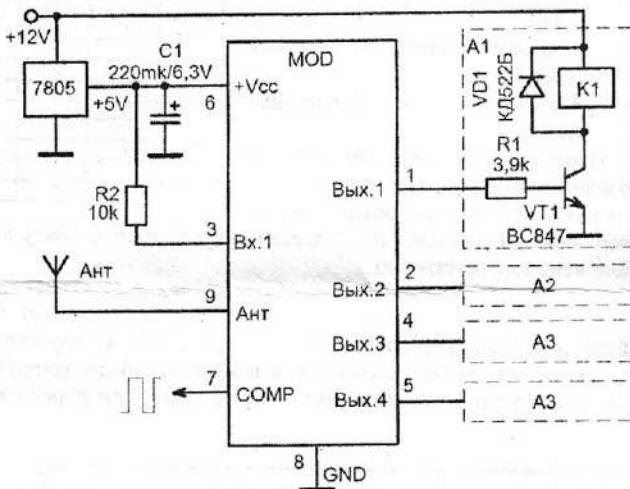 +12V
7805
+5V
C1
220mk/6,3V
6
R2
10k
3
Ант
9
7
MOD
+Vcc
Вх.1
Ант
COMP
Вых.1
Вых.2
Вых.3
Вых.4
8
GND
1
2
4
5
A1
VD1
КД522Б
K1
R1
3,9k
VT1
BC847
A2
A3
A3